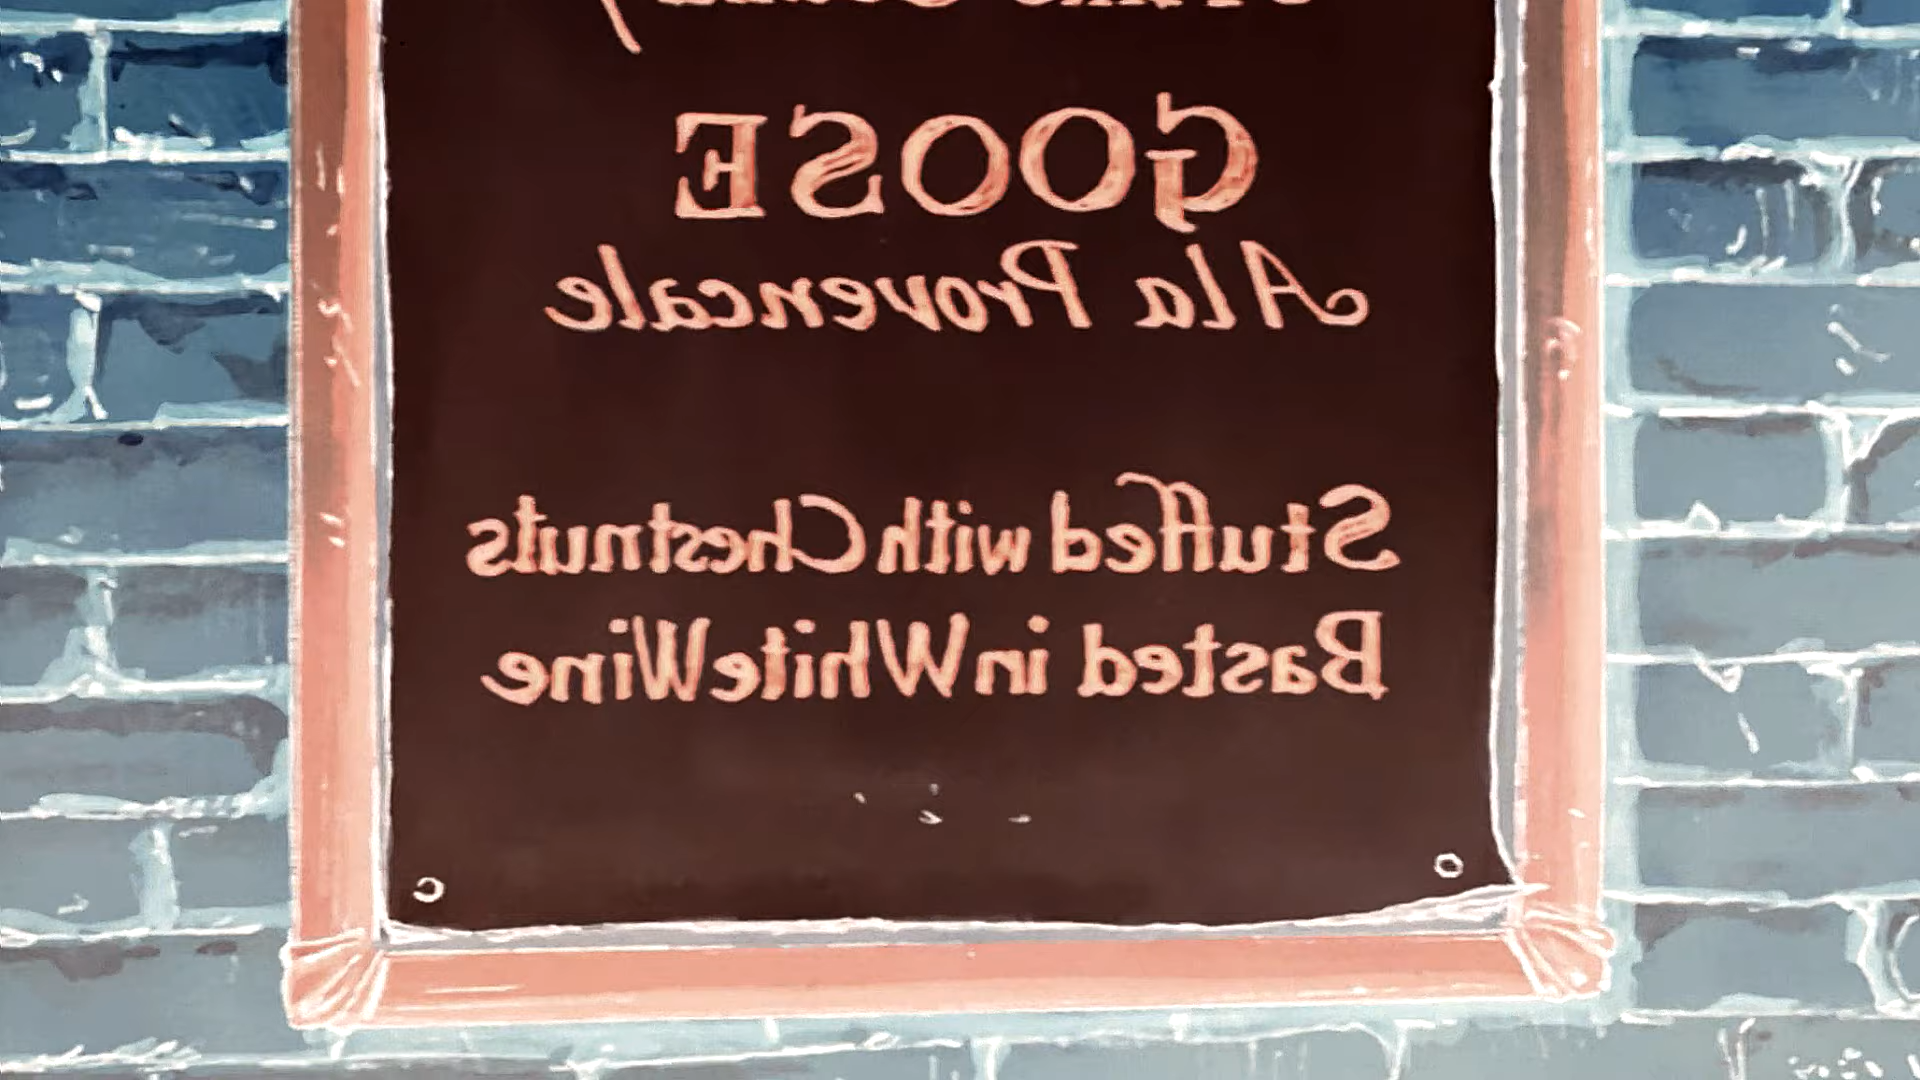 GOOSE
A la Provencale
Stuffed with Chestnuts
Basted in White Wine